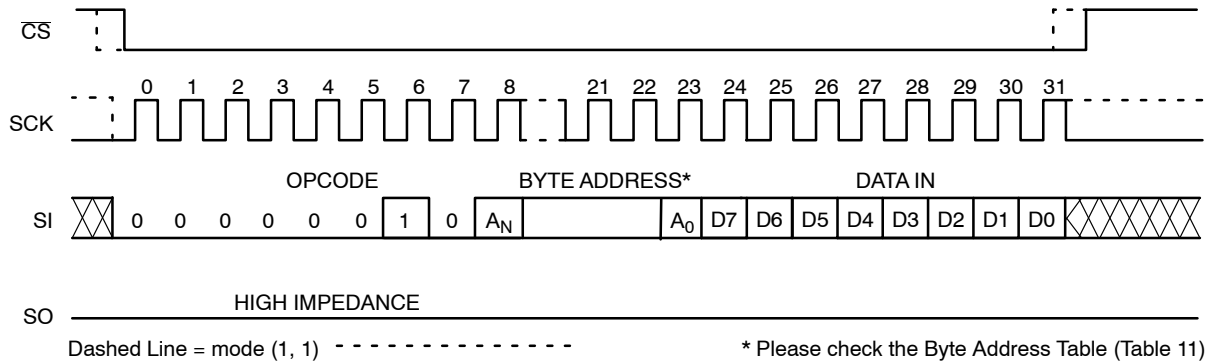 CS
0 1 2 3 4 5 6 7 8 21 22 23 24 25 26 27 28 29 30 31
SCK
OPCODE BYTE ADDRESS* DATA IN
SI 0 0 0 0 0 0 1 0 AN A0 D7 D6 D5 D4 D3 D2 D1 D0
HIGH IMPEDANCE
SO
Dashed Line = mode (1, 1) * Please check the Byte Address Table (Table 11)